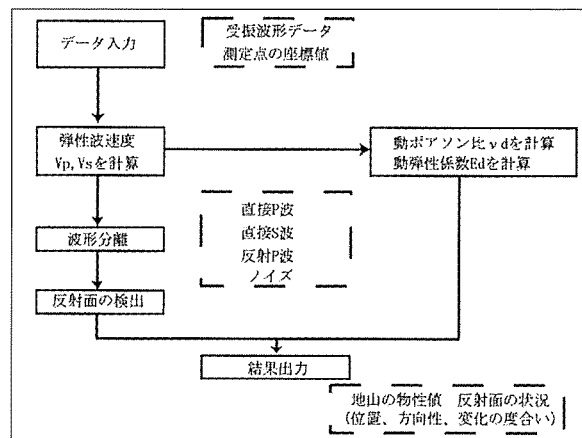 データ入力
受振波形データ
測定点の座標値
弾性波速度
Vp,Vsを計算
動ポアソン比νdを計算
動弾性係数Edを計算
直接P波
直接S波
反射P波
ノイズ
波形分離
反射面の検出
結果出力
地山の物性値　反射面の状況
(位置、方向性、変化の度合い)